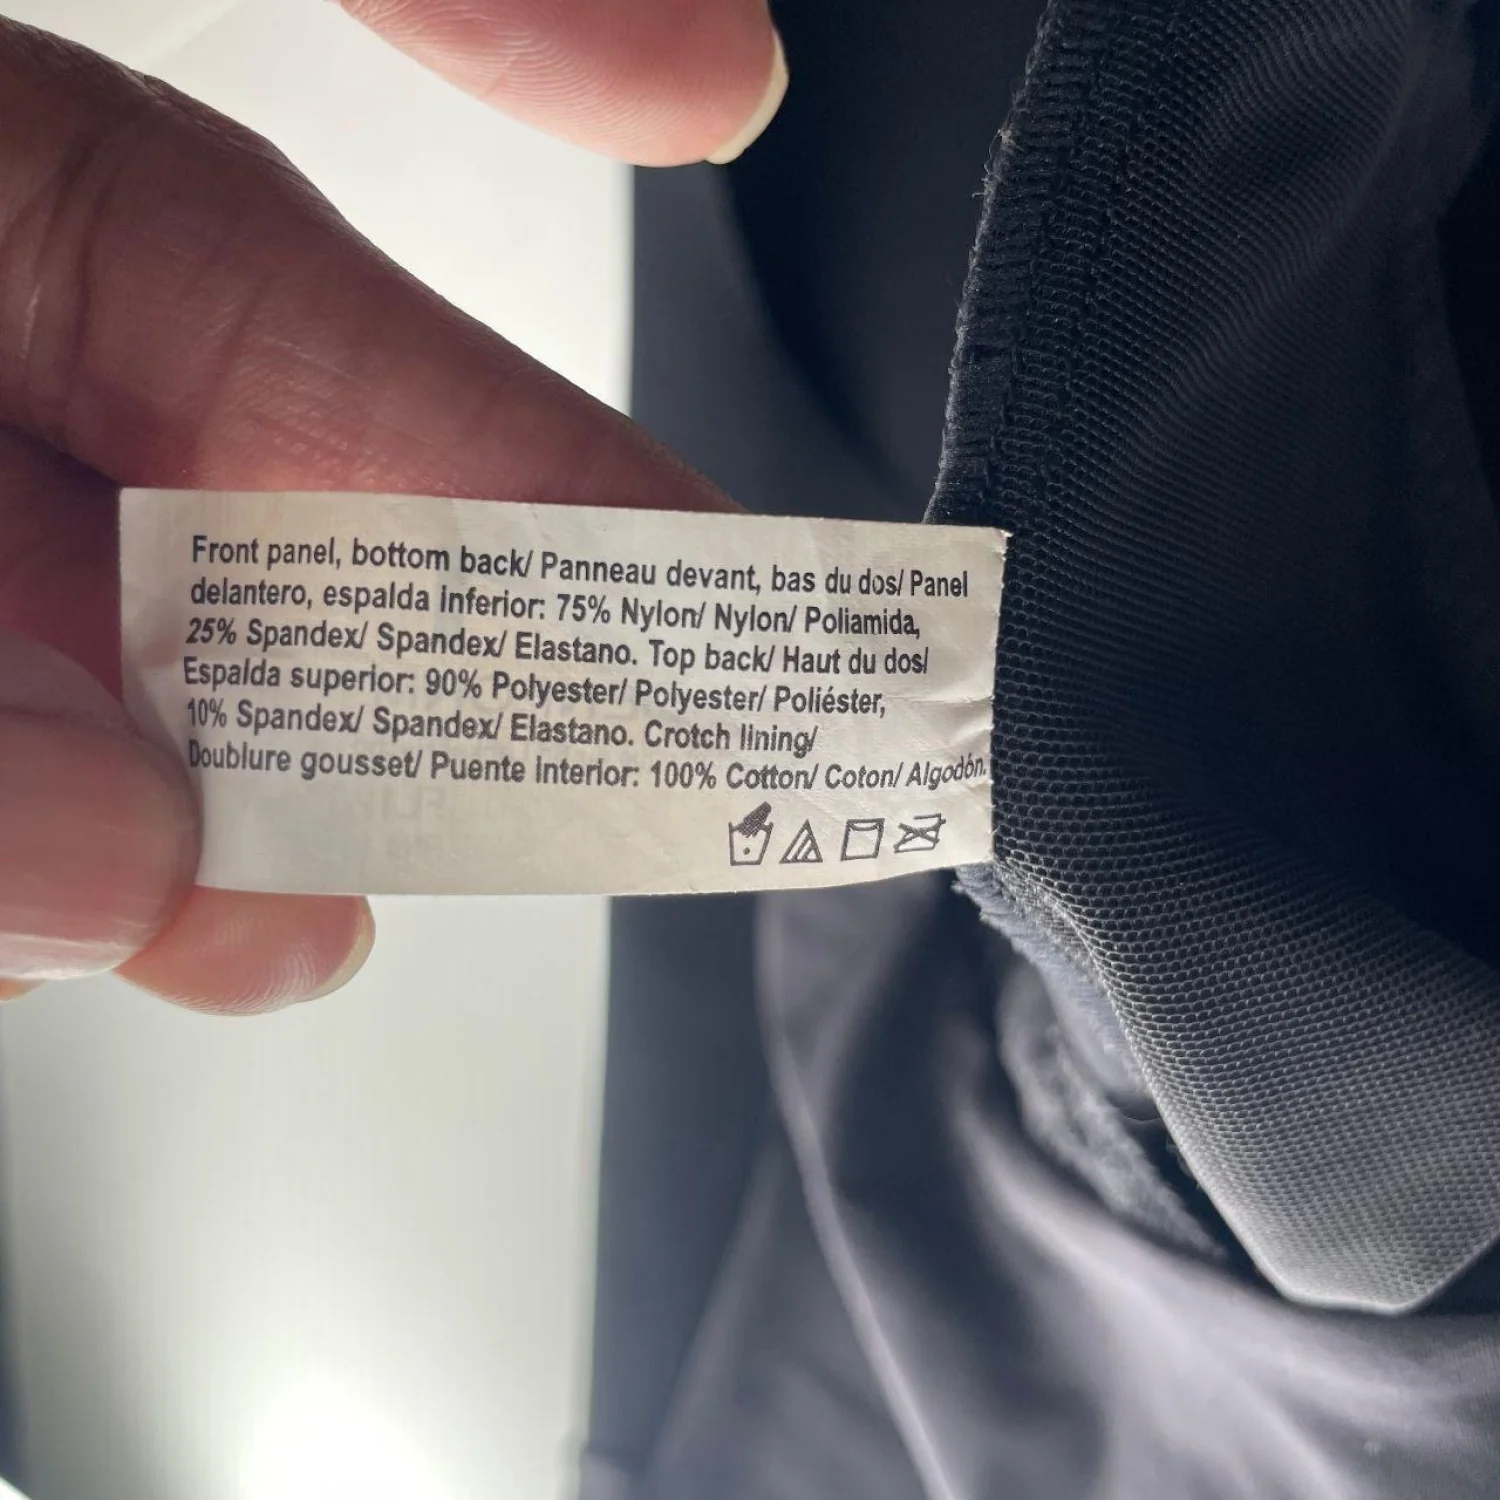 Front panel, bottom back/ Panneau devant, bas du dos/ Panel
delantero, espalda inferior: 75% Nylon/ Nylon/ Poliamida,
25% Spandex/ Spandex/ Elastano. Top back/ Haut du dos/
Espalda superior: 90% Polyester/ Polyester/ Poliéster,
10% Spandex/ Spandex/ Elastano. Crotch lining/
Doublure gousset/ Puente interior: 100% Cotton/ Coton/ Algodón.